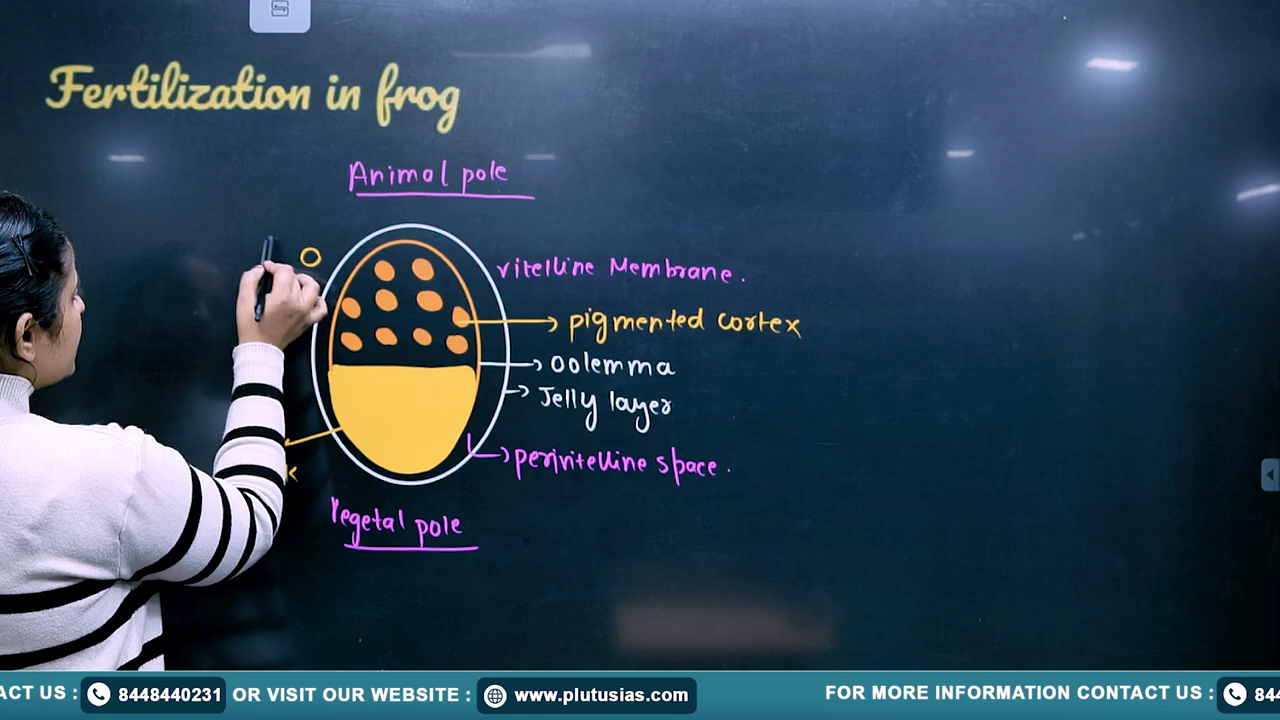 Fertilization in frog
Animal pole
vitelline Membrane.
pigmented cortex
Oolemma
Jelly layer
perivitelline space.
Vegetal pole
ACT US : 8448440231 OR VISIT OUR WEBSITE : www.plutusias.com FOR MORE INFORMATION CONTACT US : 844